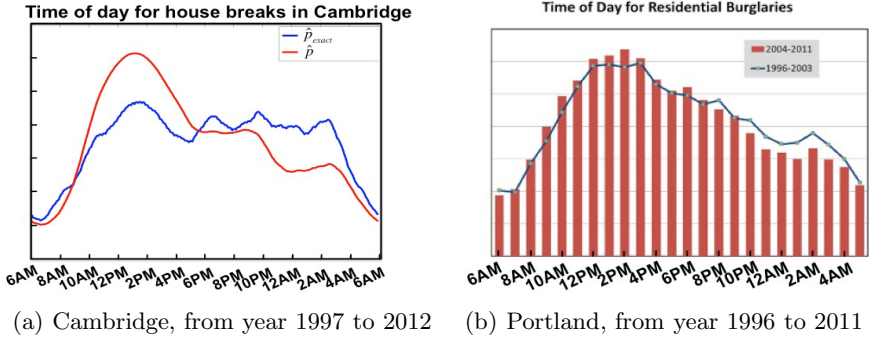 Time of day for house breaks in Cambridge
p̂exact
p̂
6AM 8AM 10AM 12PM 2PM 4PM 6PM 8PM 10PM 12AM 2AM 4AM 6AM
(a) Cambridge, from year 1997 to 2012
Time of Day for Residential Burglaries
2004-2011
1996-2003
6AM 8AM 10AM 12PM 2PM 4PM 6PM 8PM 10PM 12AM 2AM 4AM
(b) Portland, from year 1996 to 2011